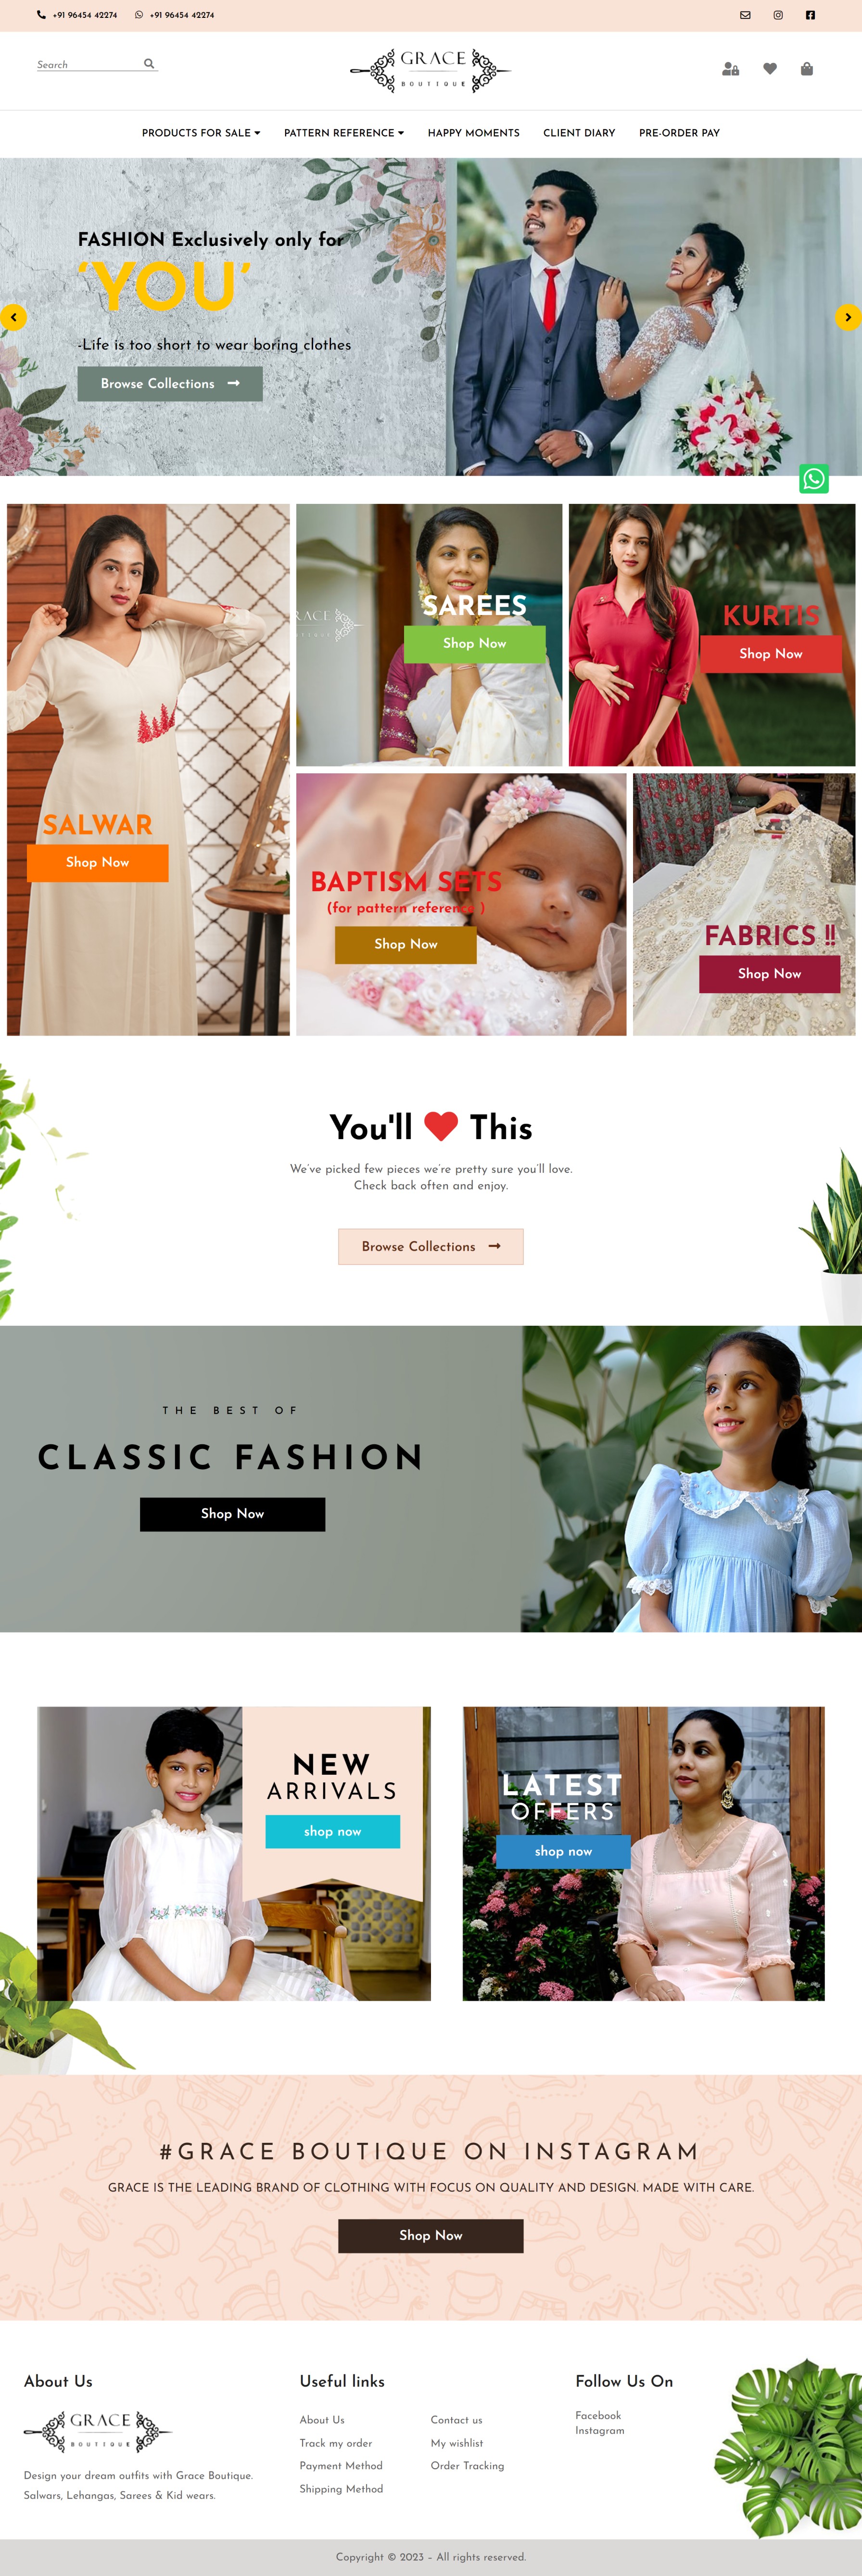 +91 96454 42274 +91 96454 42274
Search
GRACE
BOUTIQUE
PRODUCTS FOR SALE PATTERN REFERENCE HAPPY MOMENTS CLIENT DIARY PRE-ORDER PAY
FASHION Exclusively only for
‘YOU’
-Life is too short to wear boring clothes
Browse Collections
SAREES
Shop Now
KURTIS
Shop Now
SALWAR
Shop Now
BAPTISM SETS
(for pattern reference )
Shop Now
FABRICS !!
Shop Now
You'll This
We’ve picked few pieces we’re pretty sure you’ll love.
Check back often and enjoy.
Browse Collections
THE BEST OF
CLASSIC FASHION
Shop Now
NEW
ARRIVALS
shop now
LATEST
OFFERS
shop now
#GRACE BOUTIQUE ON INSTAGRAM
GRACE IS THE LEADING BRAND OF CLOTHING WITH FOCUS ON QUALITY AND DESIGN. MADE WITH CARE.
Shop Now
About Us
GRACE
BOUTIQUE
Design your dream outfits with Grace Boutique.
Salwars, Lehangas, Sarees & Kid wears.
Useful links
About Us
Track my order
Payment Method
Shipping Method
Contact us
My wishlist
Order Tracking
Follow Us On
Facebook
Instagram
Copyright © 2023 – All rights reserved.